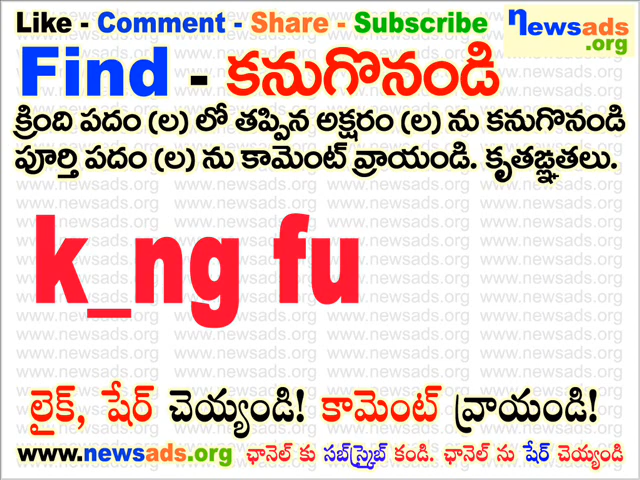 Like - Comment - Share - Subscribe
newsads
.org
Find - కనుగొనండి
క్రింది పదం (ల) లో తప్పిన అక్షరం (ల) ను కనుగొనండి
పూర్తి పదం (ల) ను కామెంట్ వ్రాయండి. కృతఙ్ఞతలు.
k_ng fu
లైక్, షేర్ చెయ్యండి! కామెంట్ వ్రాయండి!
www.newsads.org ఛానెల్ కు సబ్‌స్క్రైబ్ కండి. ఛానెల్ ను షేర్ చెయ్యండి